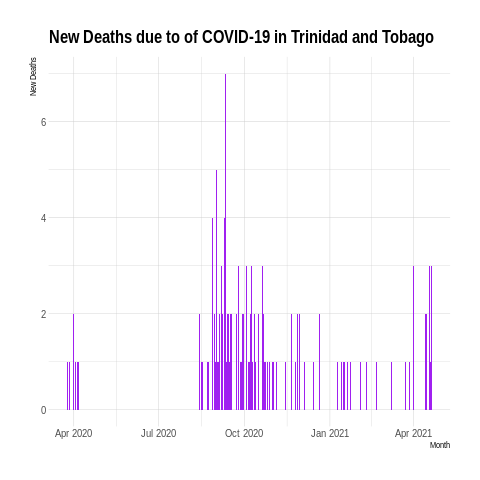 New Deaths due to of COVID-19 in Trinidad and Tobago
New Deaths
6
4
2
0
Apr 2020 Jul 2020 Oct 2020 Jan 2021 Apr 2021
Month